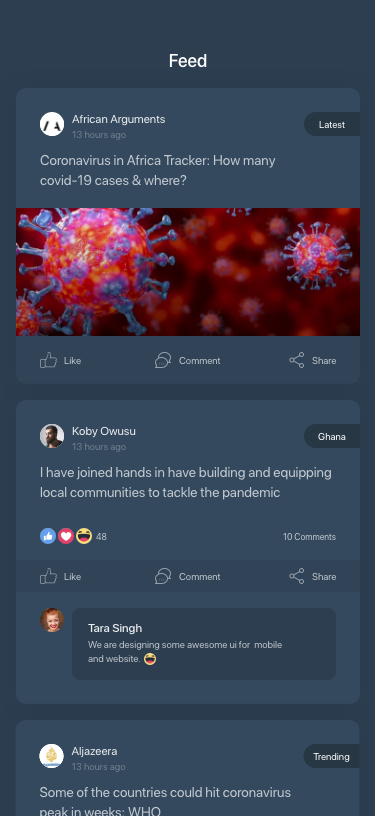 Feed
African Arguments
13 hours ago
Latest
Coronavirus in Africa Tracker: How many
covid-19 cases & where?
Like
Comment
Share
Koby Owusu
13 hours ago
Ghana
I have joined hands in have building and equipping
local communities to tackle the pandemic
48
10 Comments
Like
Comment
Share
Tara Singh
We are designing some awesome ui for mobile
and website. 😂
Aljazeera
13 hours ago
Trending
Some of the countries could hit coronavirus
peak in weeks: WHO